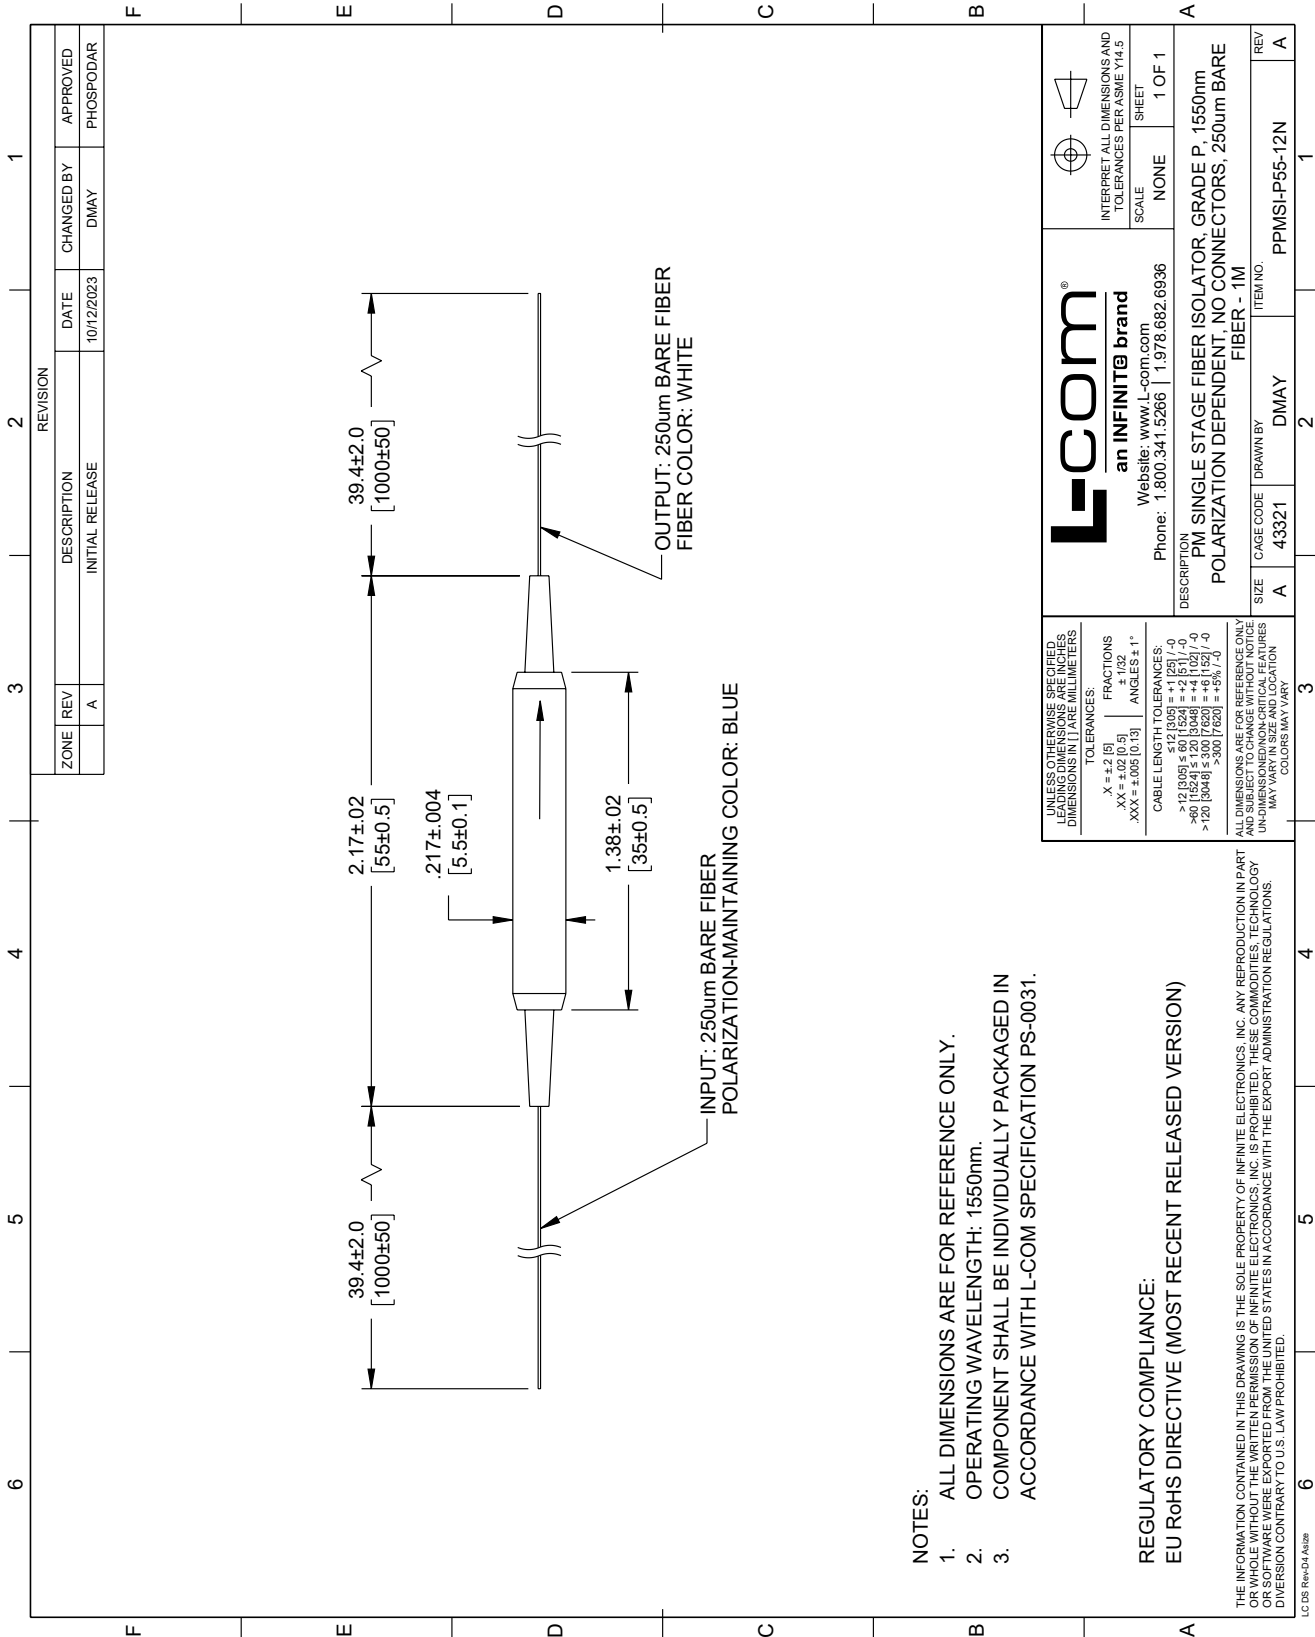 6
5
4
3
2
1
F
E
D
C
B
A
REVISION
ZONE REV DESCRIPTION DATE CHANGED BY APPROVED
A INITIAL RELEASE 10/12/2023 DMAY PHOSPODAR
39.4±2.0
[1000±50]
2.17±.02
[55±0.5]
39.4±2.0
[1000±50]
.217±.004
[5.5±0.1]
1.38±.02
[35±0.5]
INPUT: 250um BARE FIBER
POLARIZATION-MAINTAINING COLOR: BLUE
OUTPUT: 250um BARE FIBER
FIBER COLOR: WHITE
NOTES:
1. ALL DIMENSIONS ARE FOR REFERENCE ONLY.
2. OPERATING WAVELENGTH: 1550nm.
3. COMPONENT SHALL BE INDIVIDUALLY PACKAGED IN
ACCORDANCE WITH L-COM SPECIFICATION PS-0031.
REGULATORY COMPLIANCE:
EU RoHS DIRECTIVE (MOST RECENT RELEASED VERSION)
THE INFORMATION CONTAINED IN THIS DRAWING IS THE SOLE PROPERTY OF INFINITE ELECTRONICS, INC. ANY REPRODUCTION IN PART
OR WHOLE WITHOUT THE WRITTEN PERMISSION OF INFINITE ELECTRONICS, INC. IS PROHIBITED. THESE COMMODITIES, TECHNOLOGY
OR SOFTWARE WERE EXPORTED FROM THE UNITED STATES IN ACCORDANCE WITH THE EXPORT ADMINISTRATION REGULATIONS.
DIVERSION CONTRARY TO U.S. LAW PROHIBITED.
UNLESS OTHERWISE SPECIFIED
LEADING DIMENSIONS ARE INCHES
DIMENSIONS IN [ ] ARE MILLIMETERS
TOLERANCES:
.X = ±.2 [5] FRACTIONS
.XX = ±.02 [0.5] ± 1/32
.XXX = ±.005 [0.13] ANGLES ± 1°
CABLE LENGTH TOLERANCES:
≤12 [305] = +1 [25] / -0
>12 [305] ≤ 60 [1524] = +2 [51] / -0
>60 [1524] ≤ 120 [3048] = +4 [102] / -0
>120 [3048] ≤ 300 [7620] = +6 [152] / -0
>300 [7620] = +5% / -0
ALL DIMENSIONS ARE FOR REFERENCE ONLY
AND SUBJECT TO CHANGE WITHOUT NOTICE.
UN-DIMENSIONED/NON-CRITICAL FEATURES
MAY VARY IN SIZE AND LOCATION
COLORS MAY VARY
L-com®
an INFINIT@ brand
Website: www.L-com.com
Phone: 1.800.341.5266 | 1.978.682.6936
INTERPRET ALL DIMENSIONS AND
TOLERANCES PER ASME Y14.5
SCALE
NONE
SHEET
1 OF 1
DESCRIPTION
PM SINGLE STAGE FIBER ISOLATOR, GRADE P, 1550nm
POLARIZATION DEPENDENT, NO CONNECTORS, 250um BARE
FIBER - 1M
SIZE
A
CAGE CODE
43321
DRAWN BY
DMAY
ITEM NO.
PPMSI-P55-12N
REV
A
F
E
D
C
B
A
6
5
4
3
2
1
LC DS Rev-D4 Asize